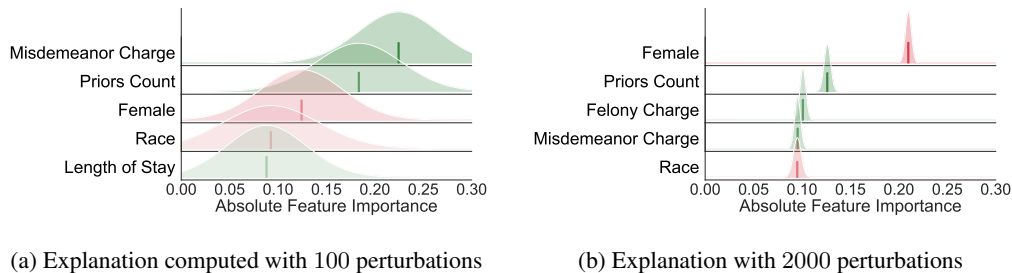 Misdemeanor Charge
Priors Count
Female
Race
Length of Stay
0.00 0.05 0.10 0.15 0.20 0.25 0.30
Absolute Feature Importance
(a) Explanation computed with 100 perturbations
Female
Priors Count
Felony Charge
Misdemeanor Charge
Race
0.00 0.05 0.10 0.15 0.20 0.25 0.30
Absolute Feature Importance
(b) Explanation with 2000 perturbations